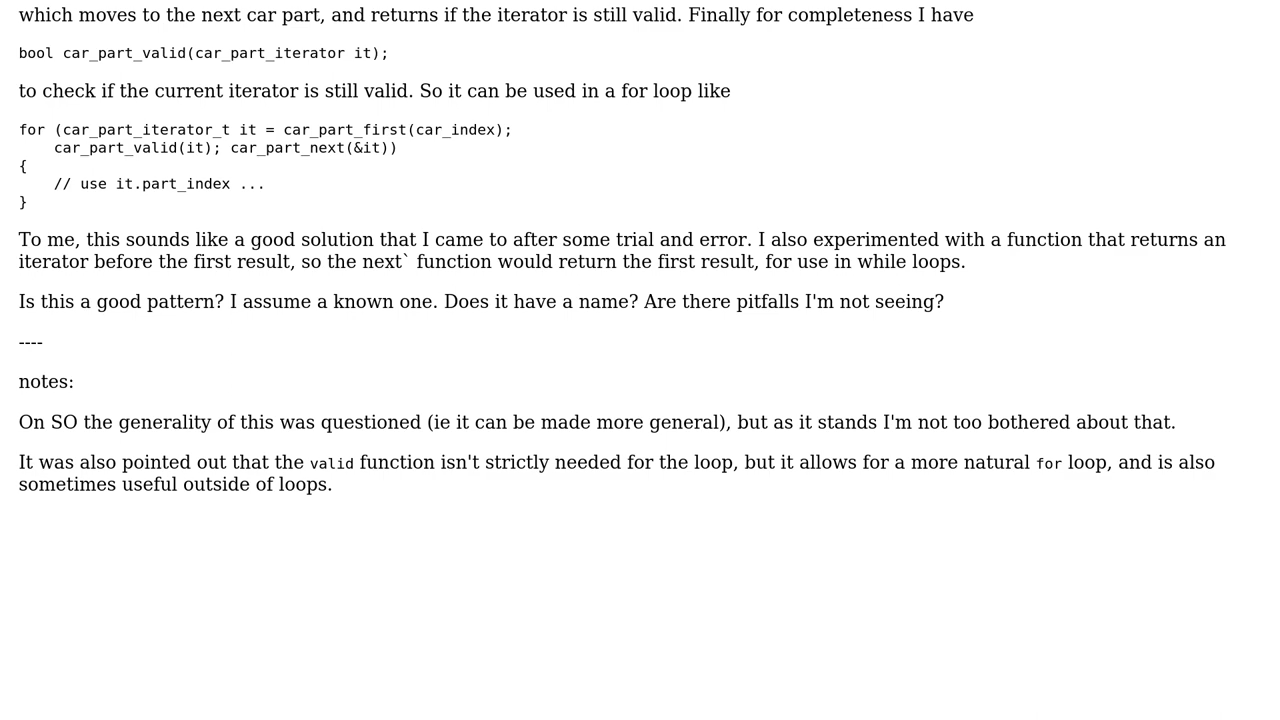 which moves to the next car part, and returns if the iterator is still valid. Finally for completeness I have
bool car_part_valid(car_part_iterator it);
to check if the current iterator is still valid. So it can be used in a for loop like
for (car_part_iterator_t it = car_part_first(car_index);
    car_part_valid(it); car_part_next(&it))
{
    // use it.part_index ...
}
To me, this sounds like a good solution that I came to after some trial and error. I also experimented with a function that returns an
iterator before the first result, so the next` function would return the first result, for use in while loops.
Is this a good pattern? I assume a known one. Does it have a name? Are there pitfalls I'm not seeing?
----
notes:
On SO the generality of this was questioned (ie it can be made more general), but as it stands I'm not too bothered about that.
It was also pointed out that the valid function isn't strictly needed for the loop, but it allows for a more natural for loop, and is also
sometimes useful outside of loops.